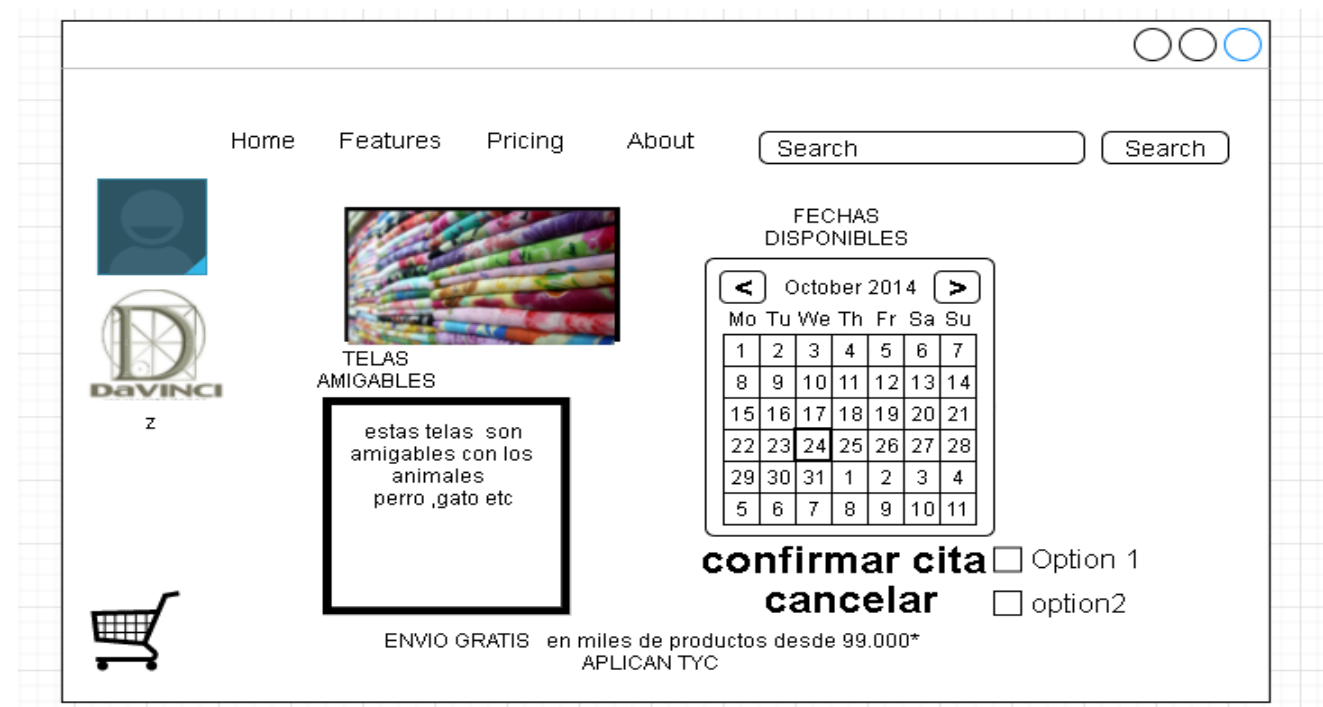 Home Features Pricing About Search Search
DaVINCI
z
TELAS
AMIGABLES
estas telas son
amigables con los
animales
perro ,gato etc
FECHAS
DISPONIBLES
< October 2014 >
Mo Tu We Th Fr Sa Su
1 2 3 4 5 6 7
8 9 10 11 12 13 14
15 16 17 18 19 20 21
22 23 24 25 26 27 28
29 30 31 1 2 3 4
5 6 7 8 9 10 11
confirmar cita Option 1
cancelar option2
ENVIO GRATIS en miles de productos desde 99.000*
APLICAN TYC